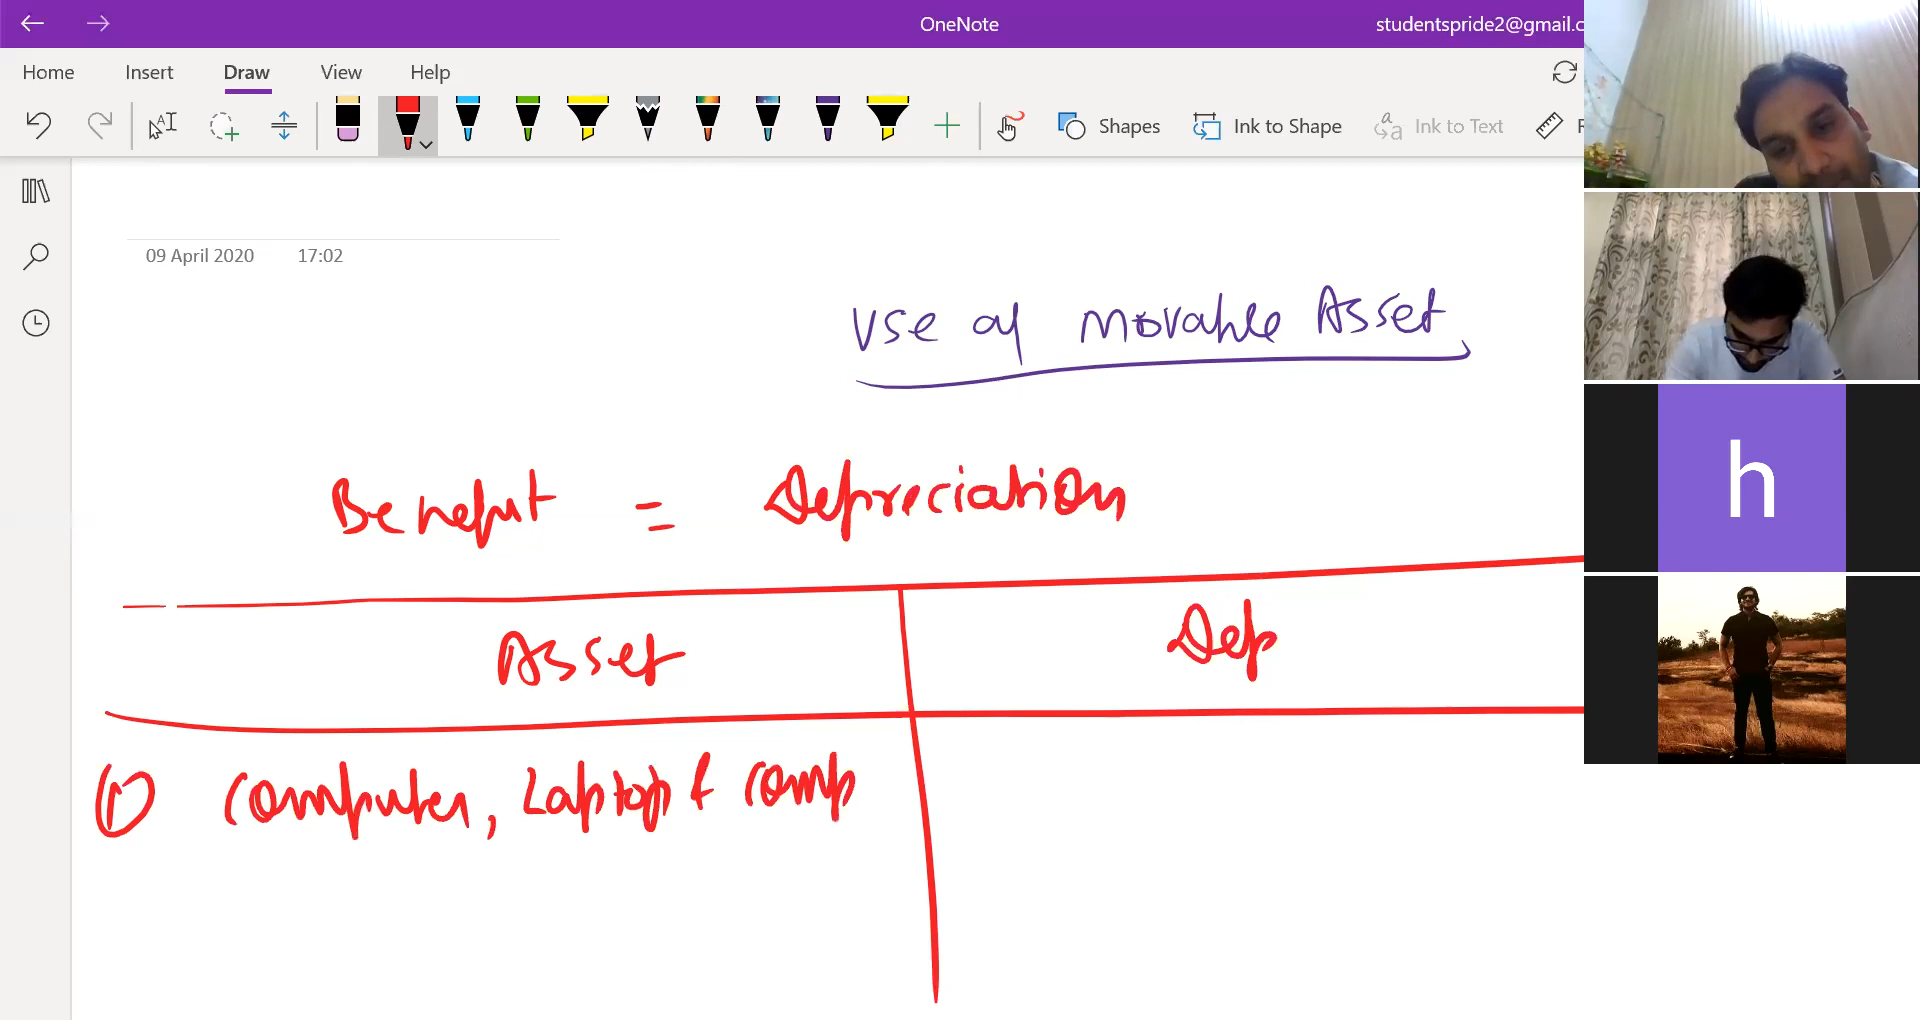 OneNote
studentspride2@gmail.c
Home Insert Draw View Help
Shapes Ink to Shape Ink to Text R
09 April 2020 17:02
Use of movable Asset
Benefit = Depreciation
Asset Dep
① Computer, Laptop & Comp
h